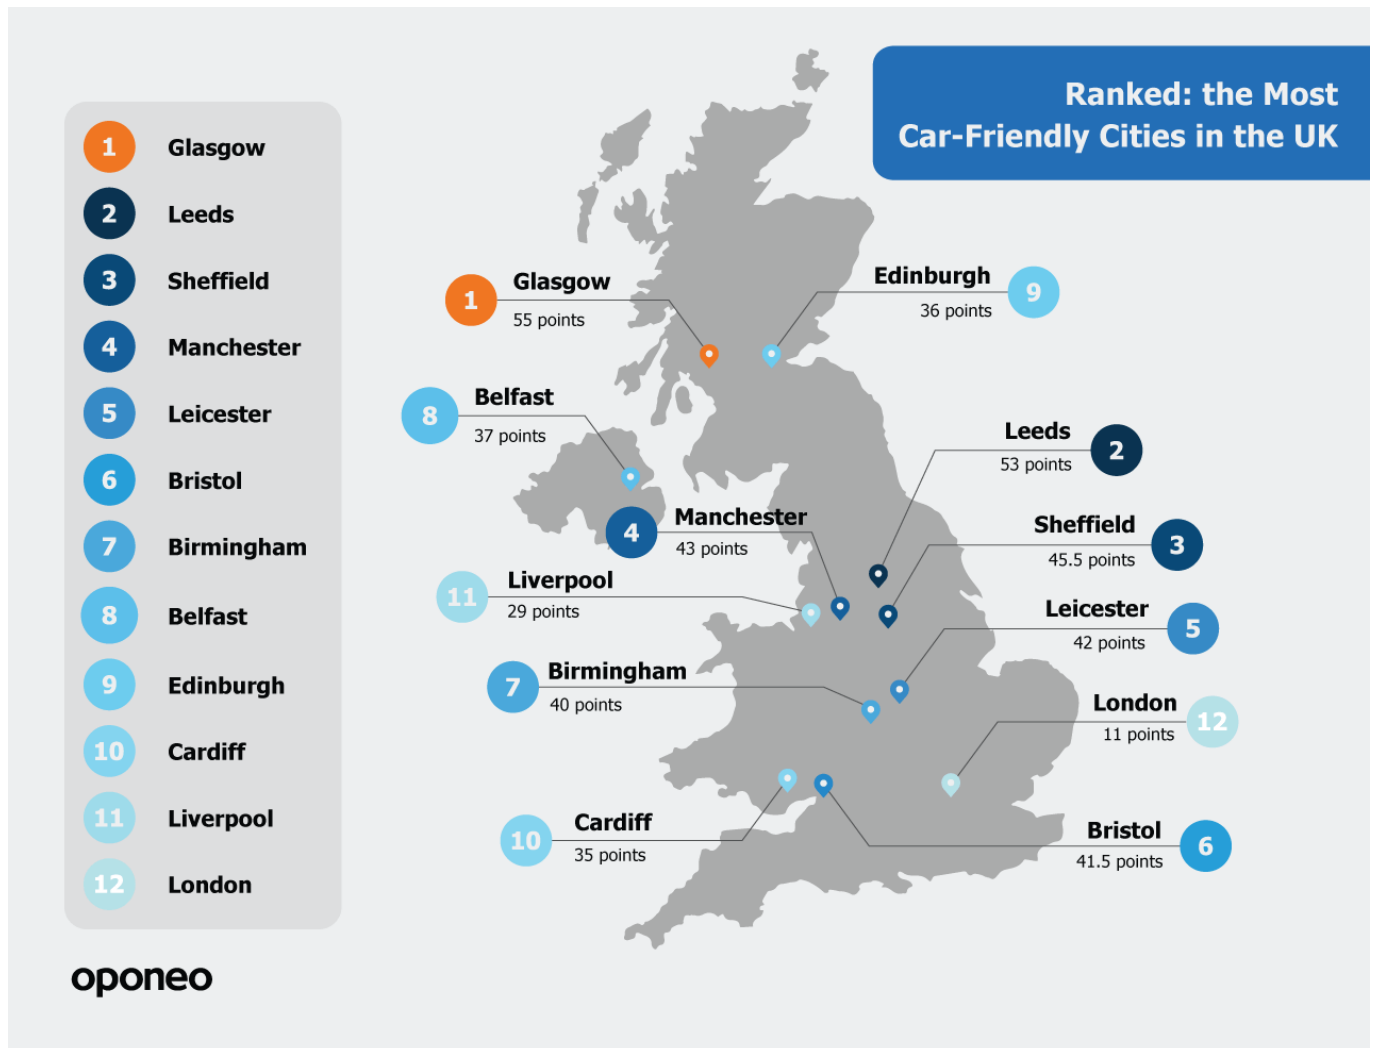 Ranked: the Most
Car-Friendly Cities in the UK
1 Glasgow
2 Leeds
3 Sheffield
4 Manchester
5 Leicester
6 Bristol
7 Birmingham
8 Belfast
9 Edinburgh
10 Cardiff
11 Liverpool
12 London
oponeo
1 Glasgow
55 points
Edinburgh 9
36 points
8 Belfast
37 points
Leeds 2
53 points
4 Manchester
43 points
Sheffield 3
45.5 points
11 Liverpool
29 points
Leicester 5
42 points
7 Birmingham
40 points
London 12
11 points
10 Cardiff
35 points
Bristol 6
41.5 points